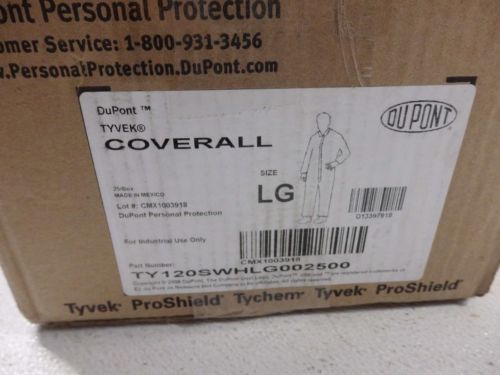 ont Personal Protection
tomer Service: 1-800-931-3456
w.PersonalProtection.DuPont.com
DuPont ™
TYVEK®
COVERALL
DUPONT
SIZE
LG
25/Box
MADE IN MEXICO
Lot #: CMX1003918
DuPont Personal Protection
For Industrial Use Only
CMX1003918
Part Number:
TY120SWHLG002500
Tyvek® ProShield® Tychem® Tyvek® ProShield®